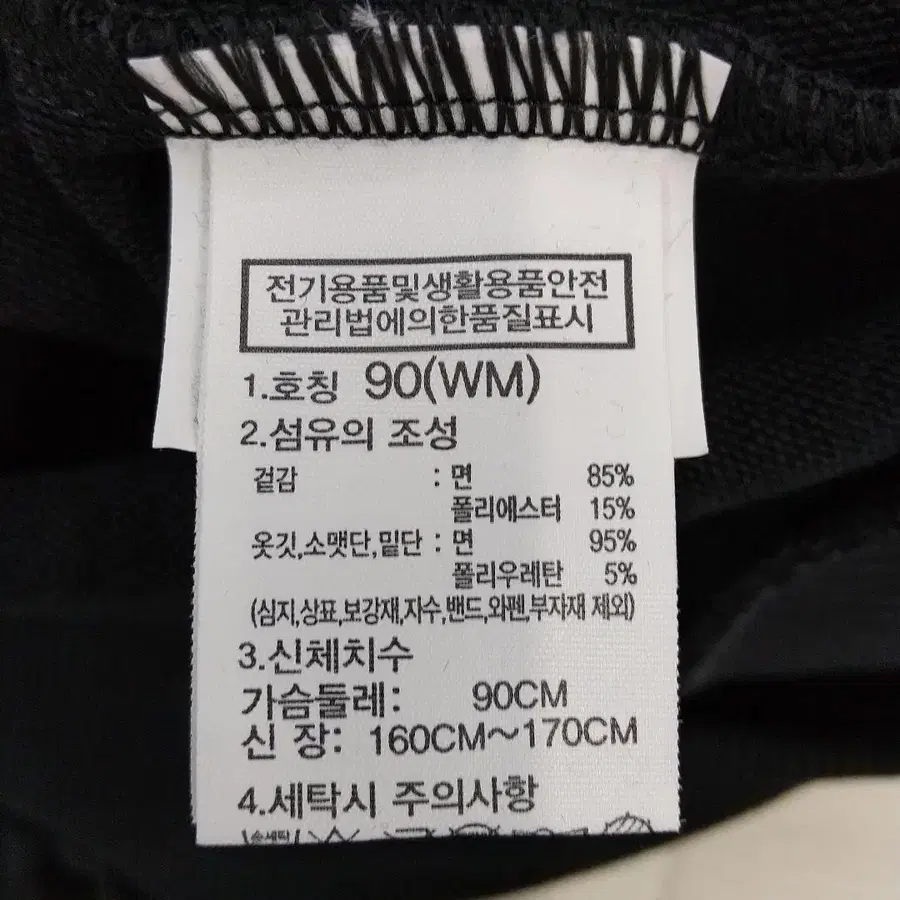 전기용품및생활용품안전
관리법에의한품질표시
1.호칭 90(WM)
2.섬유의 조성
겉감 : 면 85%
폴리에스터 15%
옷깃,소맷단,밑단 : 면 95%
폴리우레탄 5%
(심지,상표,보강재,자수,밴드,와펜,부자재 제외)
3.신체치수
가슴둘레: 90CM
신 장: 160CM~170CM
4.세탁시 주의사항
손세탁